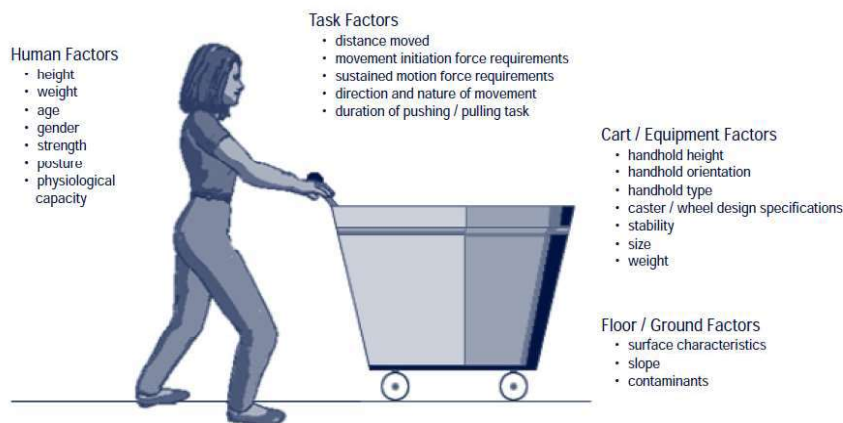 Human Factors
• height
• weight
• age
• gender
• strength
• posture
• physiological
capacity
Task Factors
• distance moved
• movement initiation force requirements
• sustained motion force requirements
• direction and nature of movement
• duration of pushing / pulling task
Cart / Equipment Factors
• handhold height
• handhold orientation
• handhold type
• caster / wheel design specifications
• stability
• size
• weight
Floor / Ground Factors
• surface characteristics
• slope
• contaminants